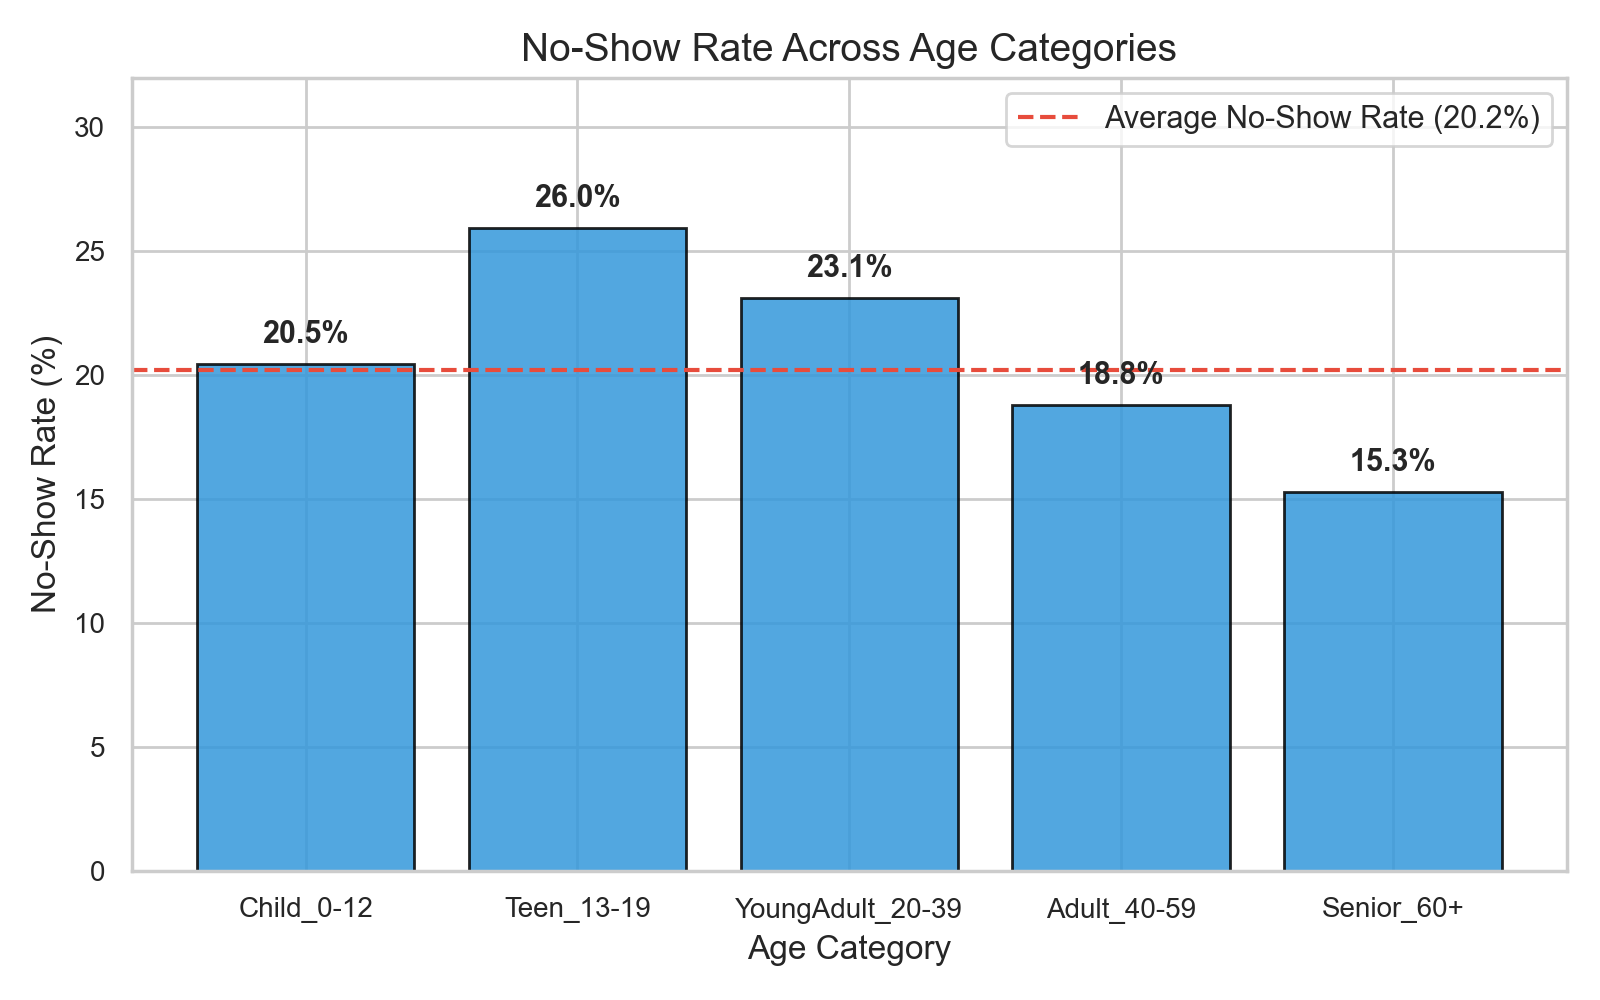 No-Show Rate Across Age Categories
Average No-Show Rate (20.2%)
No-Show Rate (%)
30
25
20
15
10
5
0
20.5%
26.0%
23.1%
18.8%
15.3%
Child_0-12
Teen_13-19
YoungAdult_20-39
Adult_40-59
Senior_60+
Age Category